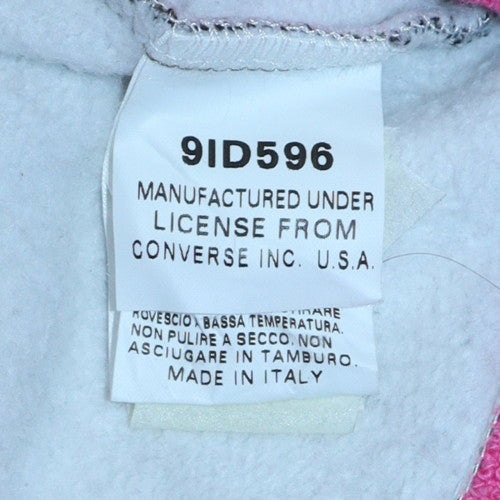 9ID596
MANUFACTURED UNDER
LICENSE FROM
CONVERSE INC. U.S.A.
ROVESCIO A BASSA TEMPERATURA.
NON PULIRE A SECCO. NON
ASCIUGARE IN TAMBURO.
MADE IN ITALY